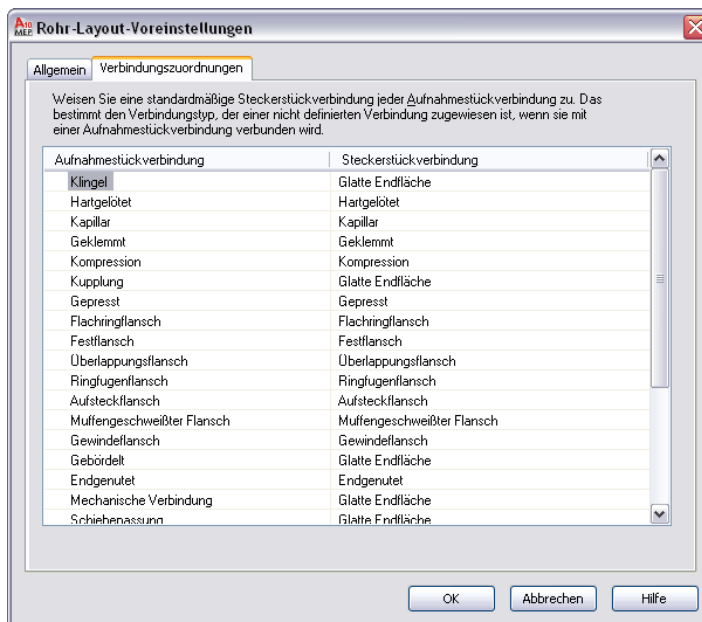 A10 MEP Rohr-Layout-Voreinstellungen
Allgemein Verbindungszuordnungen
Weisen Sie eine standardmäßige Steckerstückverbindung jeder Aufnahmestückverbindung zu. Das
bestimmt den Verbindungstyp, der einer nicht definierten Verbindung zugewiesen ist, wenn sie mit
einer Aufnahmestückverbindung verbunden wird.
Aufnahmestückverbindung Steckerstückverbindung
Klingel Glatte Endfläche
Hartgelötet Hartgelötet
Kapillar Kapillar
Geklemmt Geklemmt
Kompression Kompression
Kupplung Glatte Endfläche
Gepresst Gepresst
Flachringflansch Flachringflansch
Festflansch Festflansch
Überlappungsflansch Überlappungsflansch
Ringfugenflansch Ringfugenflansch
Aufsteckflansch Aufsteckflansch
Muffengeschweißter Flansch Muffengeschweißter Flansch
Gewindeflansch Gewindeflansch
Gebördelt Glatte Endfläche
Endgenutet Endgenutet
Mechanische Verbindung Glatte Endfläche
Schiebepassung Glatte Endfläche
OK Abbrechen Hilfe